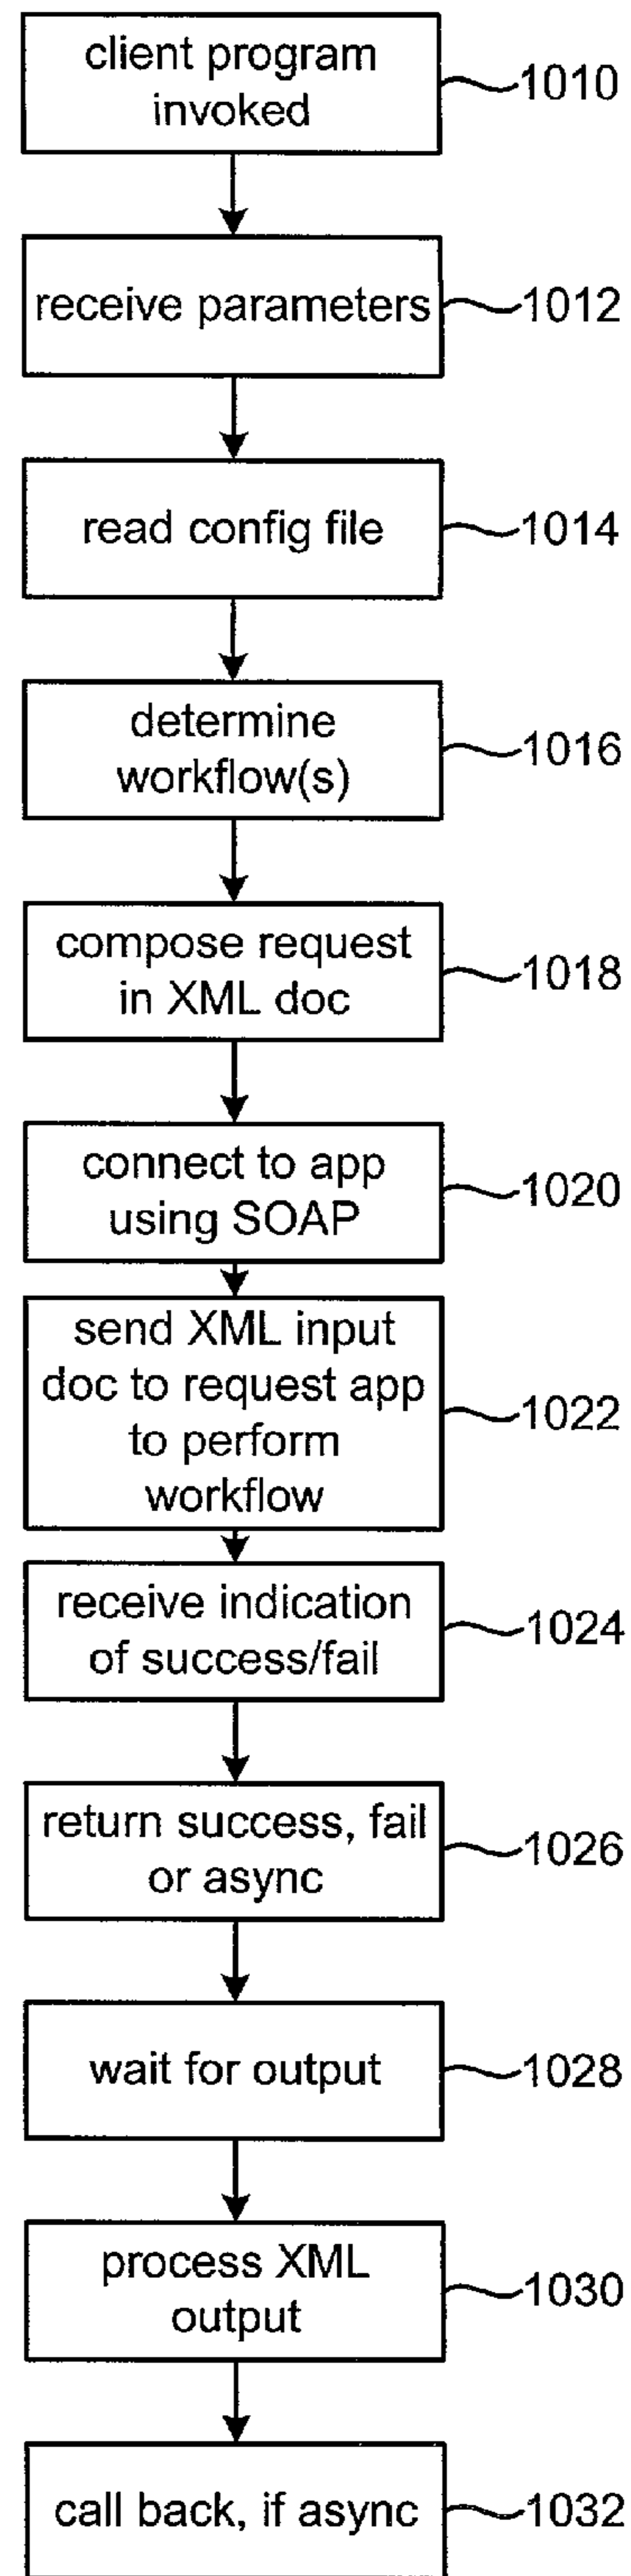 client program
invoked
1010
receive parameters
1012
read config file
1014
determine
workflow(s)
1016
compose request
in XML doc
1018
connect to app
using SOAP
1020
send XML input
doc to request app
to perform
workflow
1022
receive indication
of success/fail
1024
return success, fail
or async
1026
wait for output
1028
process XML
output
1030
call back, if async
1032